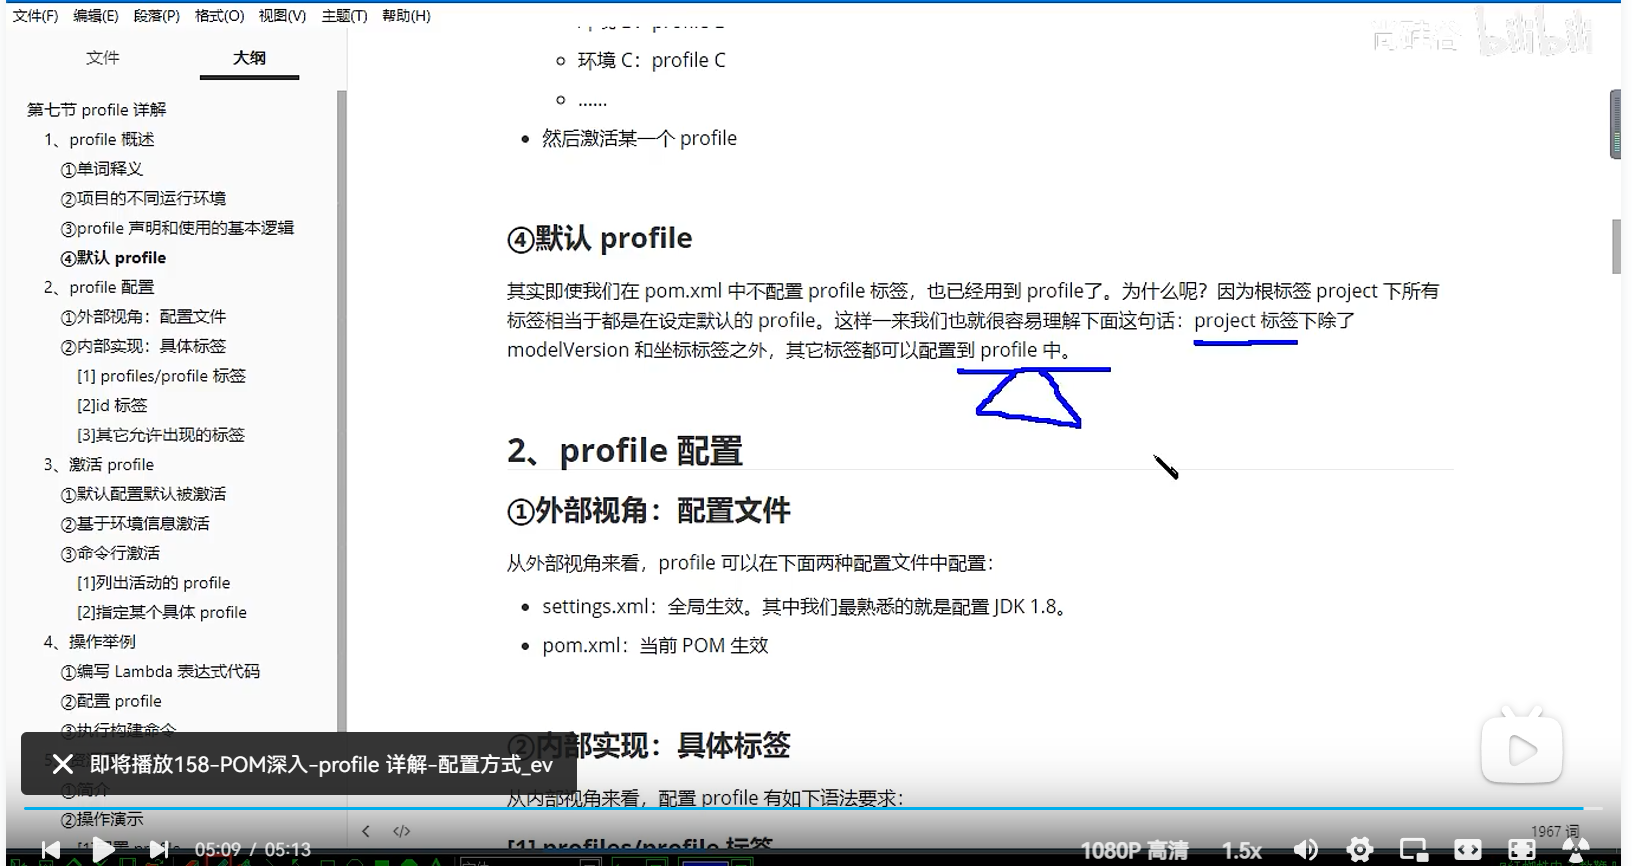 文件(F) 编辑(E) 段落(P) 格式(O) 视图(V) 主题(T) 帮助(H)
文件 大纲
第七节 profile 详解
1、profile 概述
①单词释义
②项目的不同运行环境
③profile 声明和使用的基本逻辑
④默认 profile
2、profile 配置
①外部视角：配置文件
②内部实现：具体标签
[1] profiles/profile 标签
[2]id 标签
[3]其它允许出现的标签
3、激活 profile
①默认配置默认被激活
②基于环境信息激活
③命令行激活
[1]列出活动的 profile
[2]指定某个具体 profile
4、操作举例
①编写 Lambda 表达式代码
②配置 profile
③执行构建命令
①简介
②操作演示
尚硅谷 bilibili
环境 C：profile C
......
然后激活某一个 profile
④默认 profile
其实即使我们在 pom.xml 中不配置 profile 标签，也已经用到 profile了。为什么呢？因为根标签 project 下所有
标签相当于都是在设定默认的 profile。这样一来我们也就很容易理解下面这句话：project 标签下除了
modelVersion 和坐标标签之外，其它标签都可以配置到 profile 中。
2、profile 配置
①外部视角：配置文件
从外部视角来看，profile 可以在下面两种配置文件中配置：
settings.xml：全局生效。其中我们最熟悉的就是配置 JDK 1.8。
pom.xml：当前 POM 生效
②内部实现：具体标签
从内部视角来看，配置 profile 有如下语法要求：
[1] profiles/profile 标签
即将播放158-POM深入-profile 详解-配置方式_ev
</> 1967 词
05:09 / 05:13 1080P 高清 1.5x